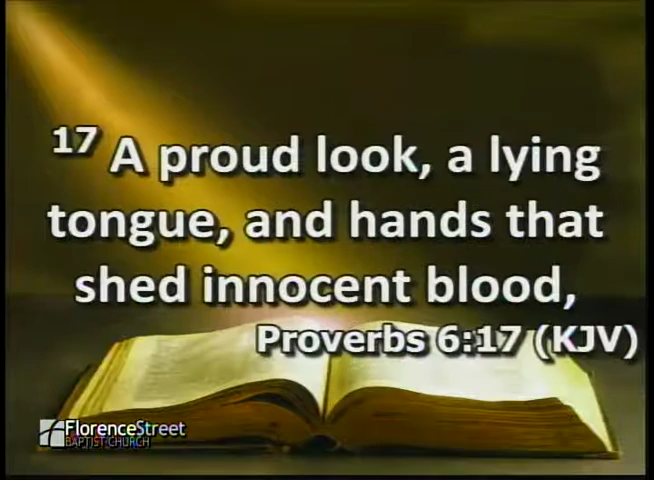 17 A proud look, a lying
tongue, and hands that
shed innocent blood,
Proverbs 6:17 (KJV)
FlorenceStreet
BAPTIST CHURCH